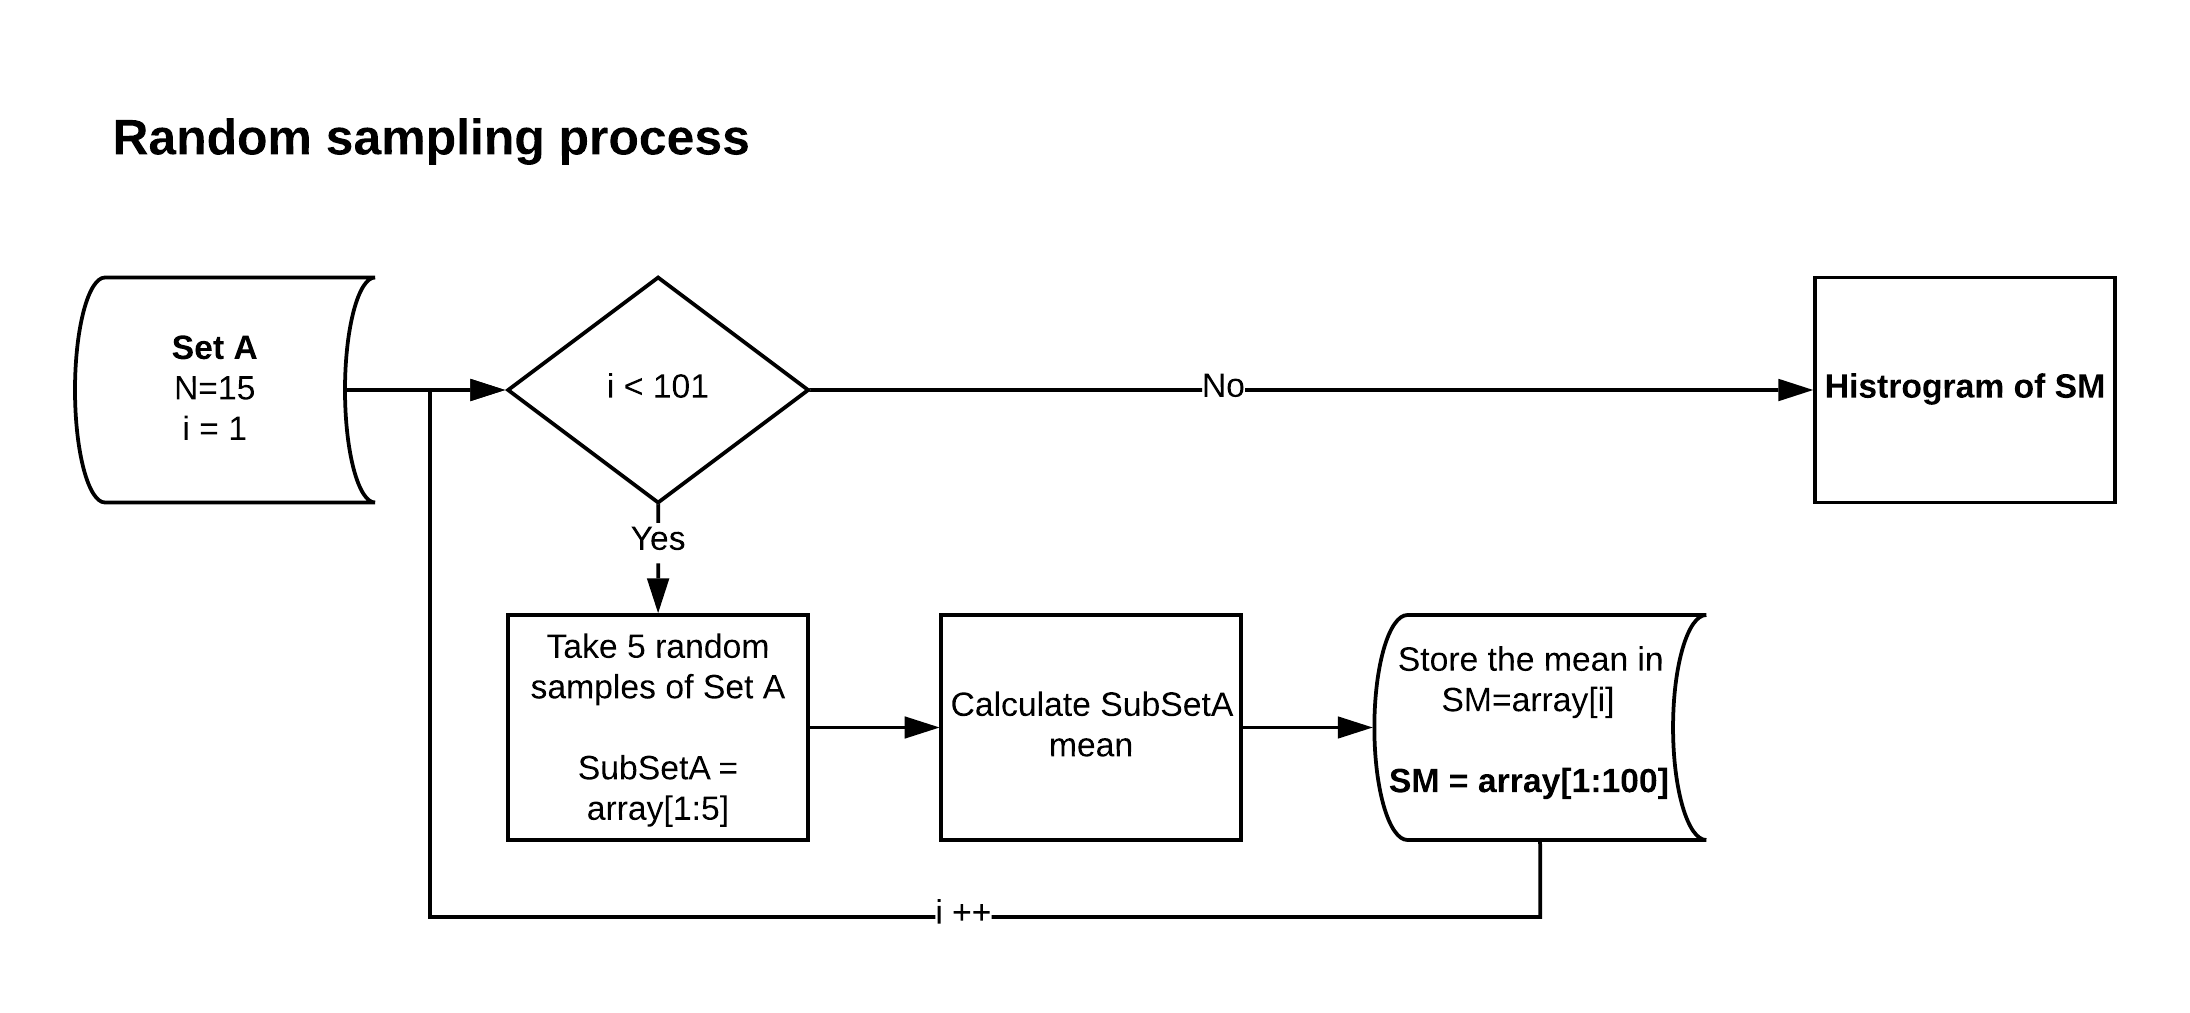 Random sampling process
Set A
N=15
i = 1
i < 101
No
Histrogram of SM
Yes
Take 5 random
samples of Set A
SubSetA =
array[1:5]
Calculate SubSetA
mean
Store the mean in
SM=array[i]
SM = array[1:100]
i ++